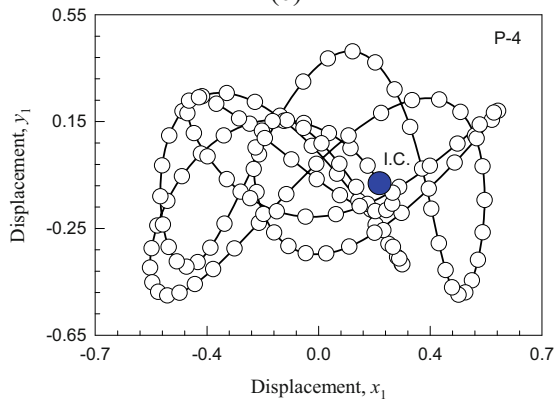 0.55
P-4
0.15
I.C.
-0.25
-0.65
-0.7 -0.4 0.0 0.4 0.7
Displacement, y₁
Displacement, x₁